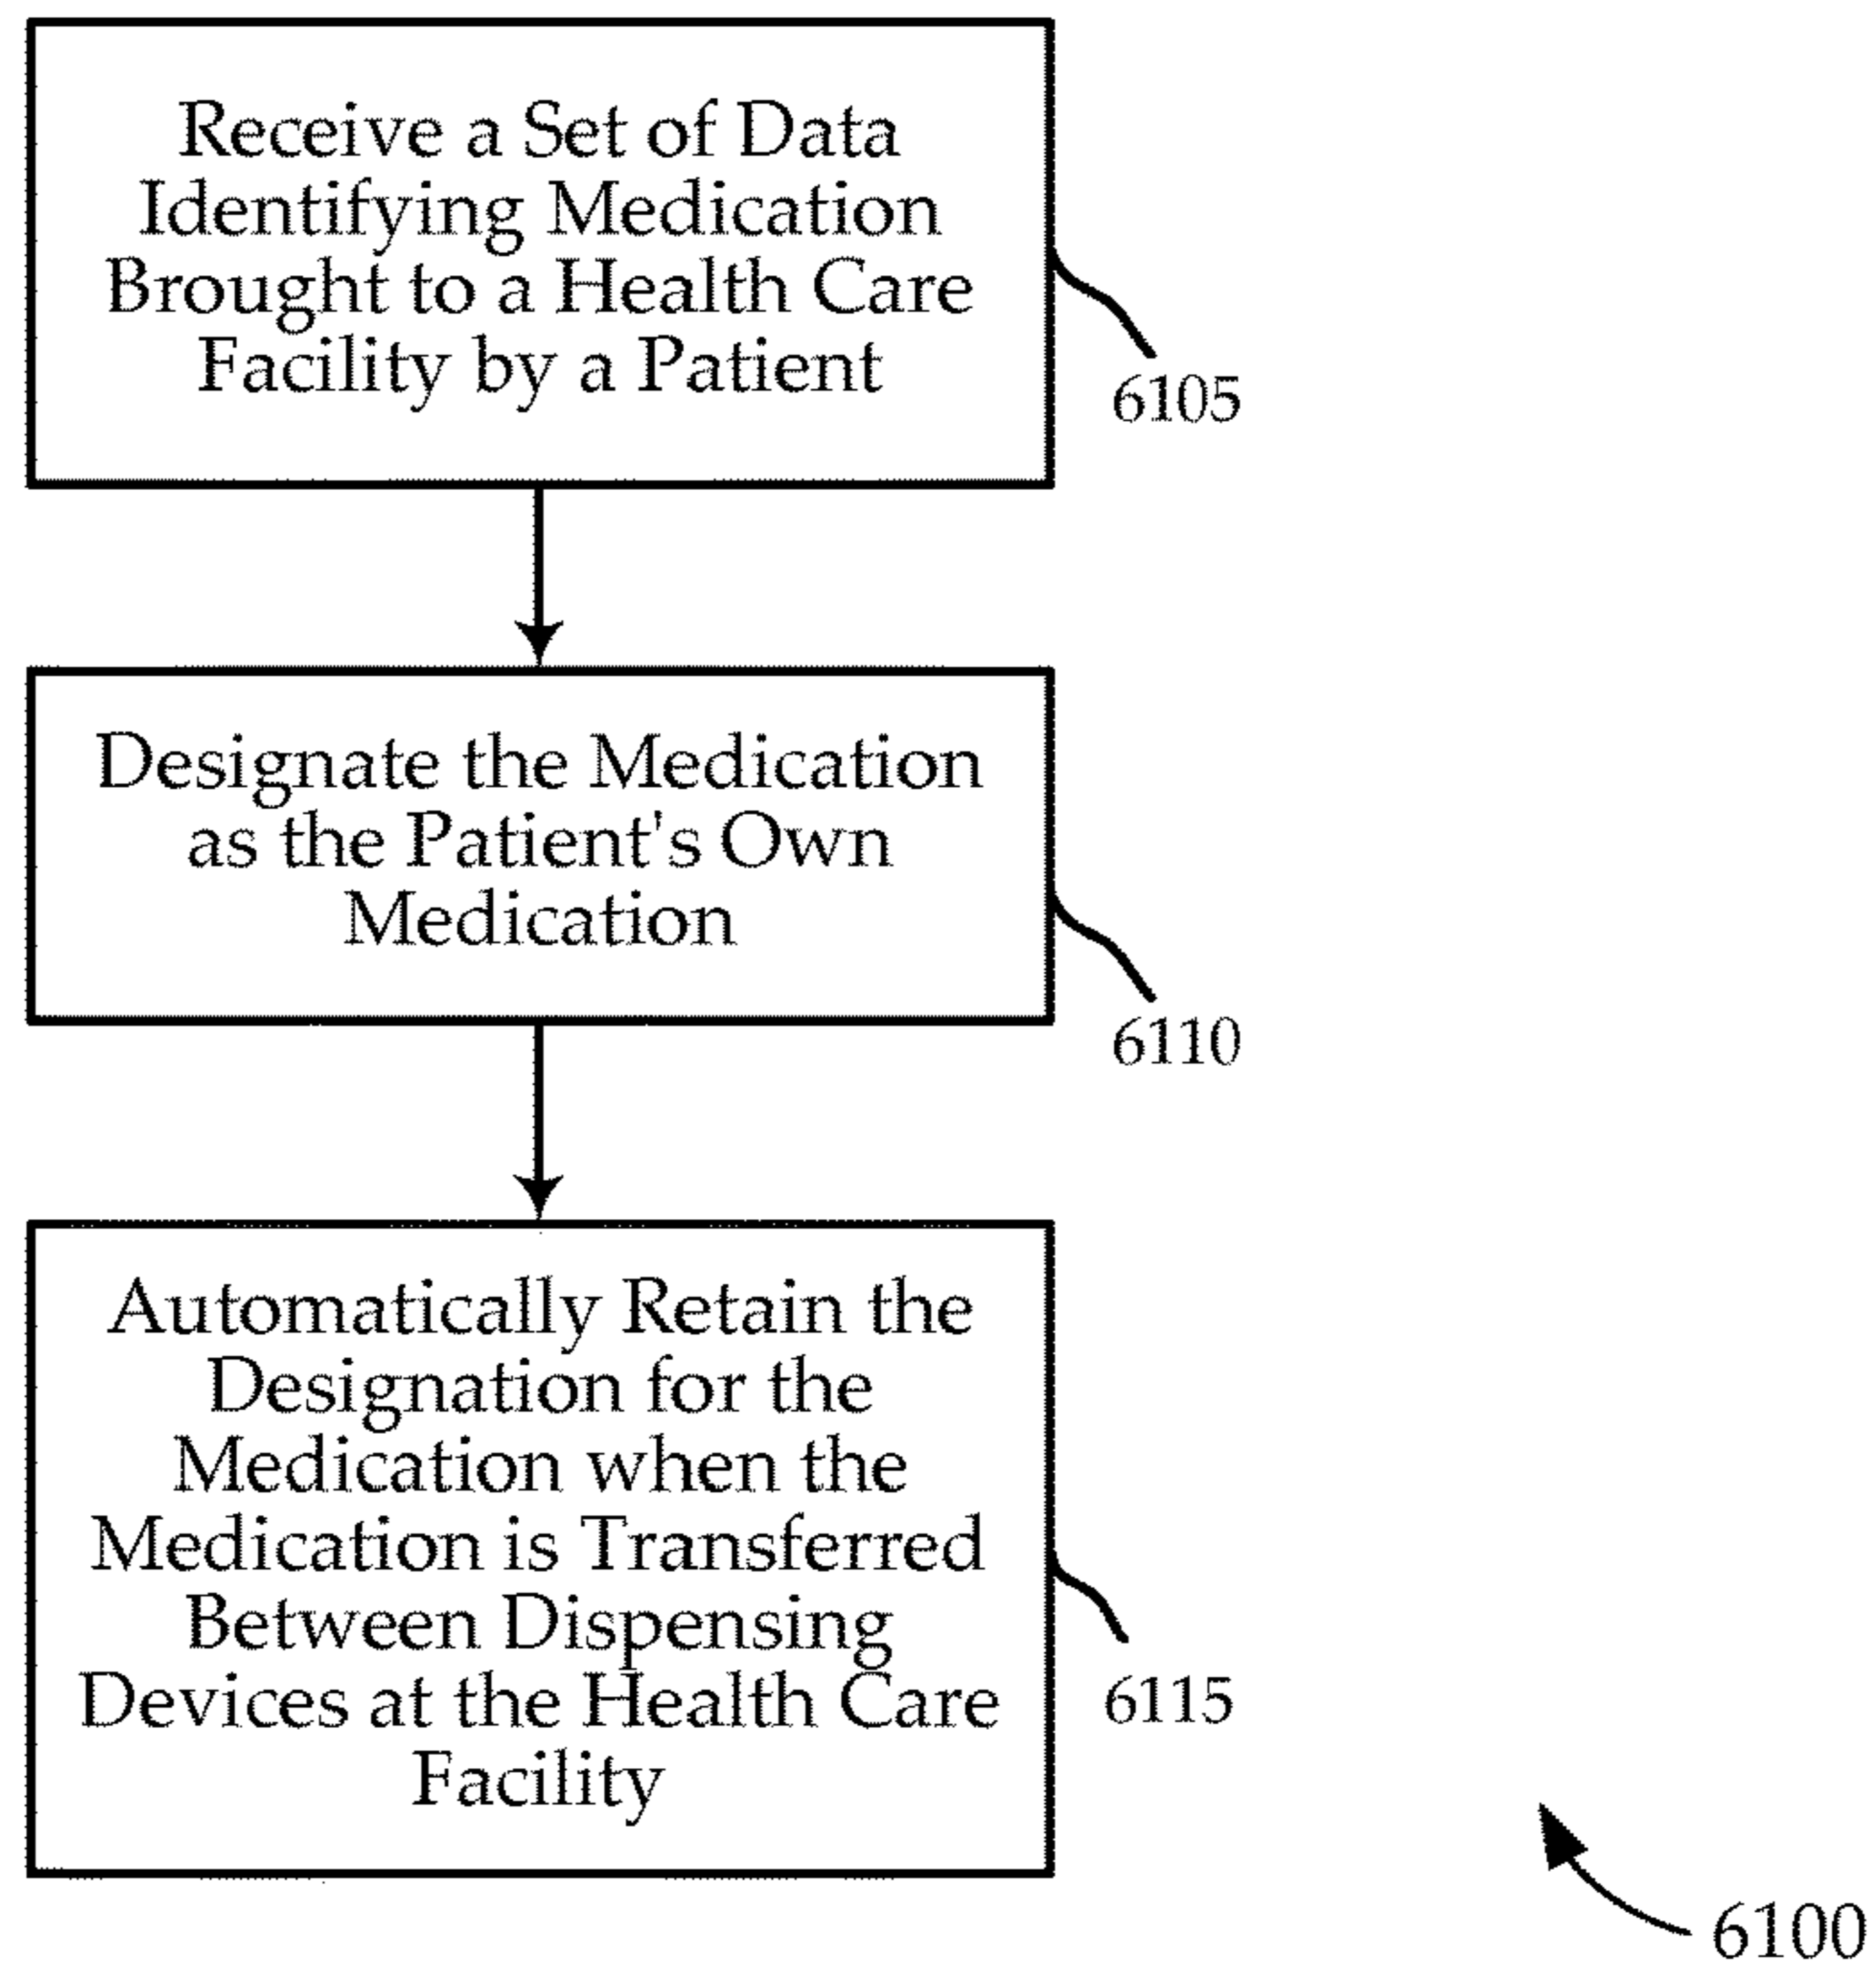 Receive a Set of Data
Identifying Medication
Brought to a Health Care
Facility by a Patient
6105
Designate the Medication
as the Patient's Own
Medication
6110
Automatically Retain the
Designation for the
Medication when the
Medication is Transferred
Between Dispensing
Devices at the Health Care
Facility
6115
6100